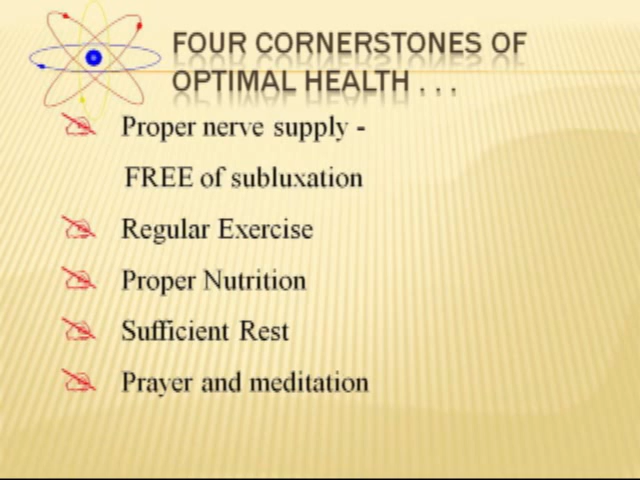 FOUR CORNERSTONES OF
OPTIMAL HEALTH . . .
Proper nerve supply -
FREE of subluxation
Regular Exercise
Proper Nutrition
Sufficient Rest
Prayer and meditation